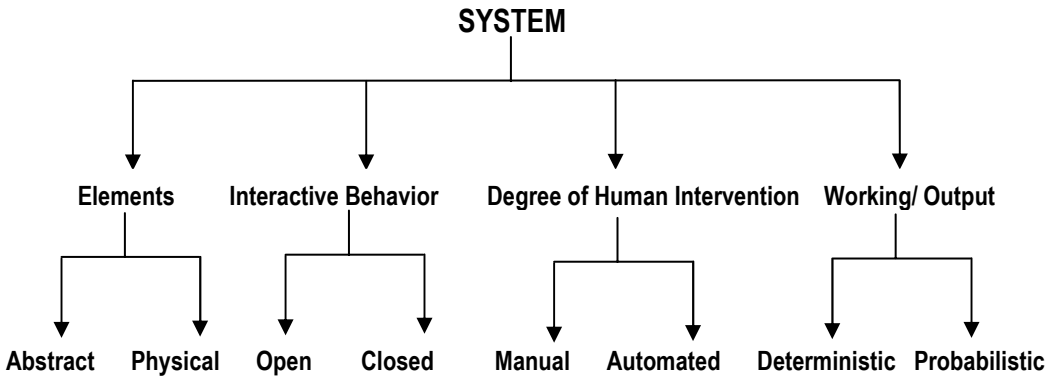 SYSTEM
Elements Interactive Behavior Degree of Human Intervention Working/ Output
Abstract Physical Open Closed Manual Automated Deterministic Probabilistic